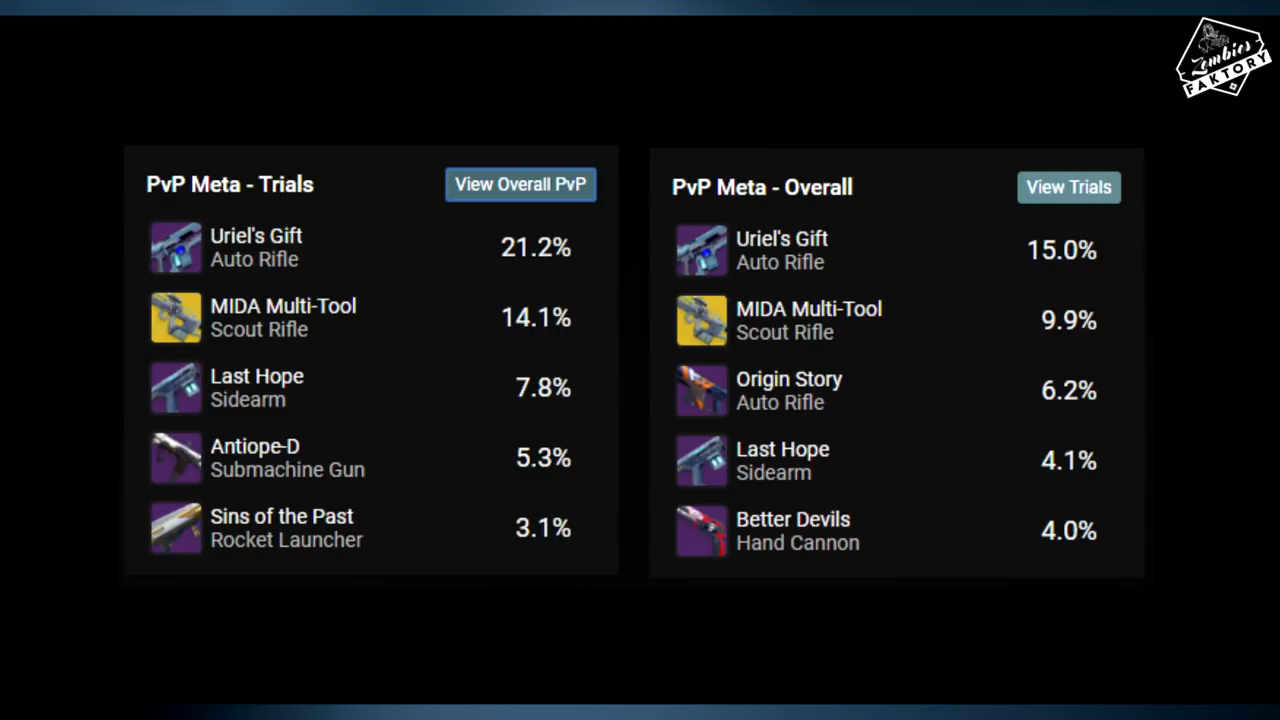 Zombies
FAKTORY
PvP Meta - Trials
View Overall PvP
Uriel's Gift
Auto Rifle
21.2%
MIDA Multi-Tool
Scout Rifle
14.1%
Last Hope
Sidearm
7.8%
Antiope-D
Submachine Gun
5.3%
Sins of the Past
Rocket Launcher
3.1%
PvP Meta - Overall
View Trials
Uriel's Gift
Auto Rifle
15.0%
MIDA Multi-Tool
Scout Rifle
9.9%
Origin Story
Auto Rifle
6.2%
Last Hope
Sidearm
4.1%
Better Devils
Hand Cannon
4.0%